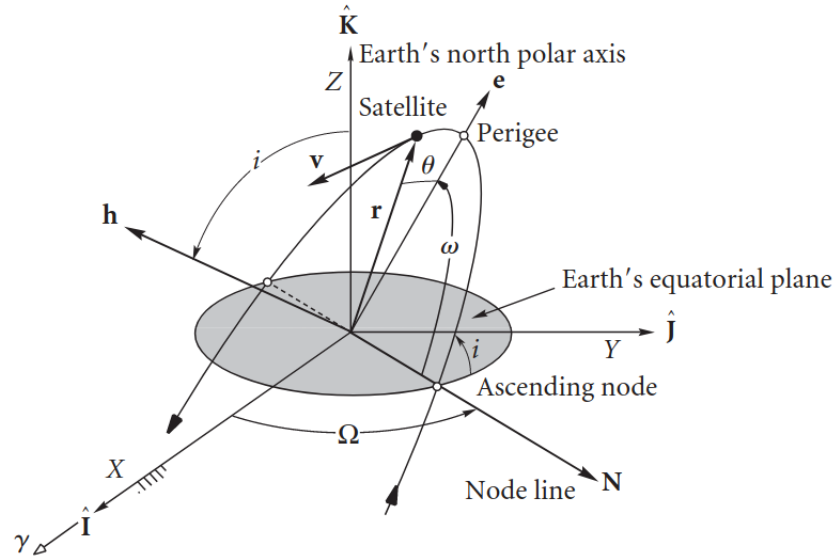 K̂
Earth's north polar axis
Z
e
Satellite
Perigee
i
v
θ
r
h
ω
Earth's equatorial plane
i
Y
Ĵ
Ascending node
Ω
X
Node line
N
Î
γ